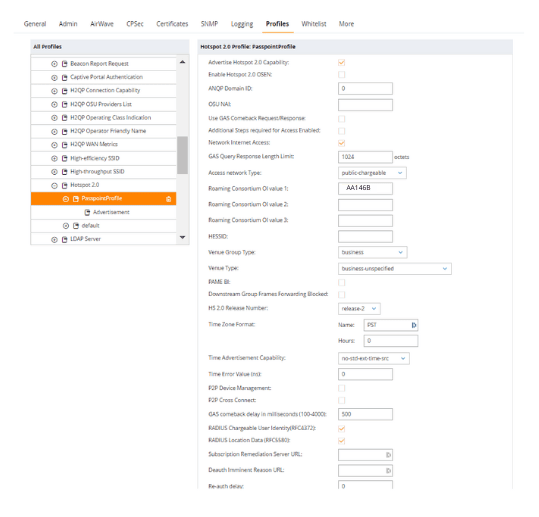 General Admin AirWave CPSec Certificates SNMP Logging Profiles Whitelist More
All Profiles
Beacon Report Request
Captive Portal Authentication
H2QP Connection Capability
H2QP OSU Providers List
H2QP Operating Class Indication
H2QP Operator Friendly Name
H2QP WAN Metrics
High-efficiency SSID
High-throughput SSID
Hotspot 2.0
PasspointProfile
Advertisement
default
LDAP Server
Hotspot 2.0 Profile: PasspointProfile
Advertise Hotspot 2.0 Capability:
Enable Hotspot 2.0 OSEN:
ANQP Domain ID: 0
OSU NAI:
Use GAS Comeback Request/Response:
Additional Steps required for Access Enabled:
Network Internet Access:
GAS Query Response Length Limit: 1024 octets
Access network Type: public-chargeable
Roaming Consortium OI value 1: AA146B
Roaming Consortium OI value 2:
Roaming Consortium OI value 3:
HESSID:
Venue Group Type: business
Venue Type: business-unspecified
PAME BI:
Downstream Group Frames Forwarding Blocked:
HS 2.0 Release Number: release-2
Time Zone Format: Name: PST
Hours: 0
Time Advertisement Capability: no-std-ext-time-src
Time Error Value (ns): 0
P2P Device Management:
P2P Cross Connect:
GAS comeback delay in milliseconds (100-4000): 500
RADIUS Chargeable User Identity(RFC4372):
RADIUS Location Data (RFC5580):
Subscription Remediation Server URL:
Deauth Imminent Reason URL:
Re-auth delay: 0